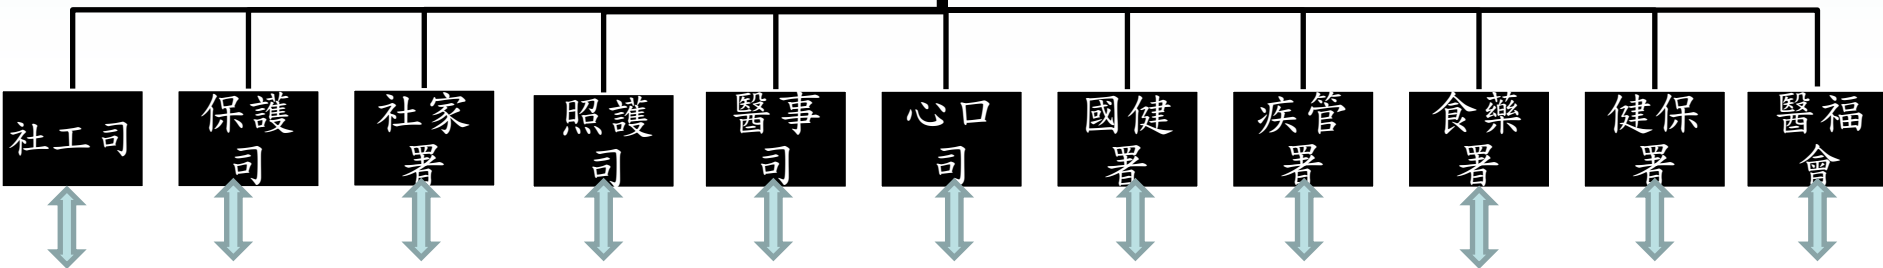 社工司
保護
司
社家
署
照護
司
醫事
司
心口
司
國健
署
疾管
署
食藥
署
健保
署
醫福
會